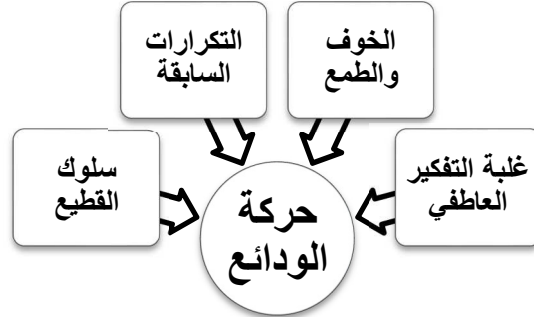 الخوف
والطمع
التكرارات
السابقة
غلبة التفكير
العاطفي
سلوك
القطيع
حركة
الودائع